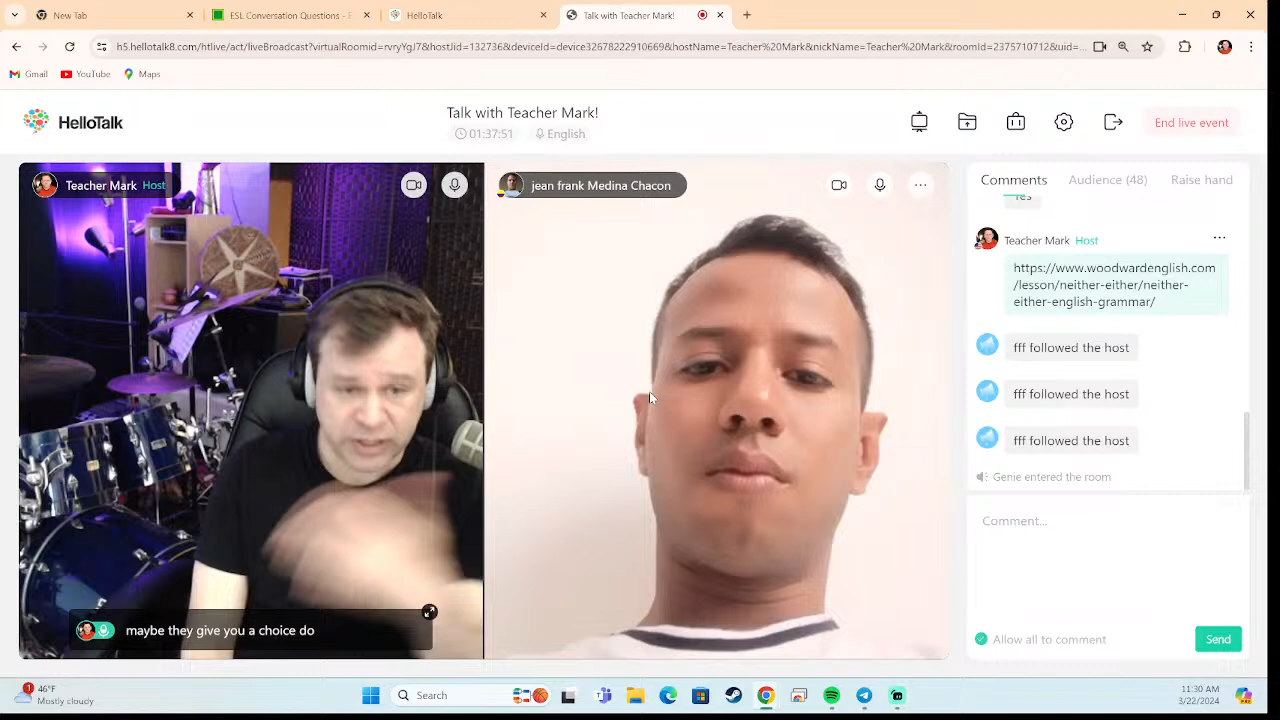 New Tab
ESL Conversation Questions - E
HelloTalk
Talk with Teacher Mark!
h5.hellotalk8.com/htlive/act/liveBroadcast?virtualRoomid=rvryYgJ7&hostid=132736&deviceId=device32678222910669&hostName=Teacher%20Mark&nickName=Teacher%20Mark&roomId=2375710712&uid=...
Gmail
YouTube
Maps
HelloTalk
Talk with Teacher Mark!
01:37:51
English
End live event
Teacher Mark Host
jean frank Medina Chacon
maybe they give you a choice do
Comments
Audience (48)
Raise hand
Yes
Teacher Mark Host
https://www.woodwardenglish.com
/lesson/neither-either/neither-
either-english-grammar/
fff followed the host
fff followed the host
fff followed the host
Genie entered the room
Comment...
Allow all to comment
Send
1
46°F
Mostly cloudy
Search
11:30 AM
3/22/2024